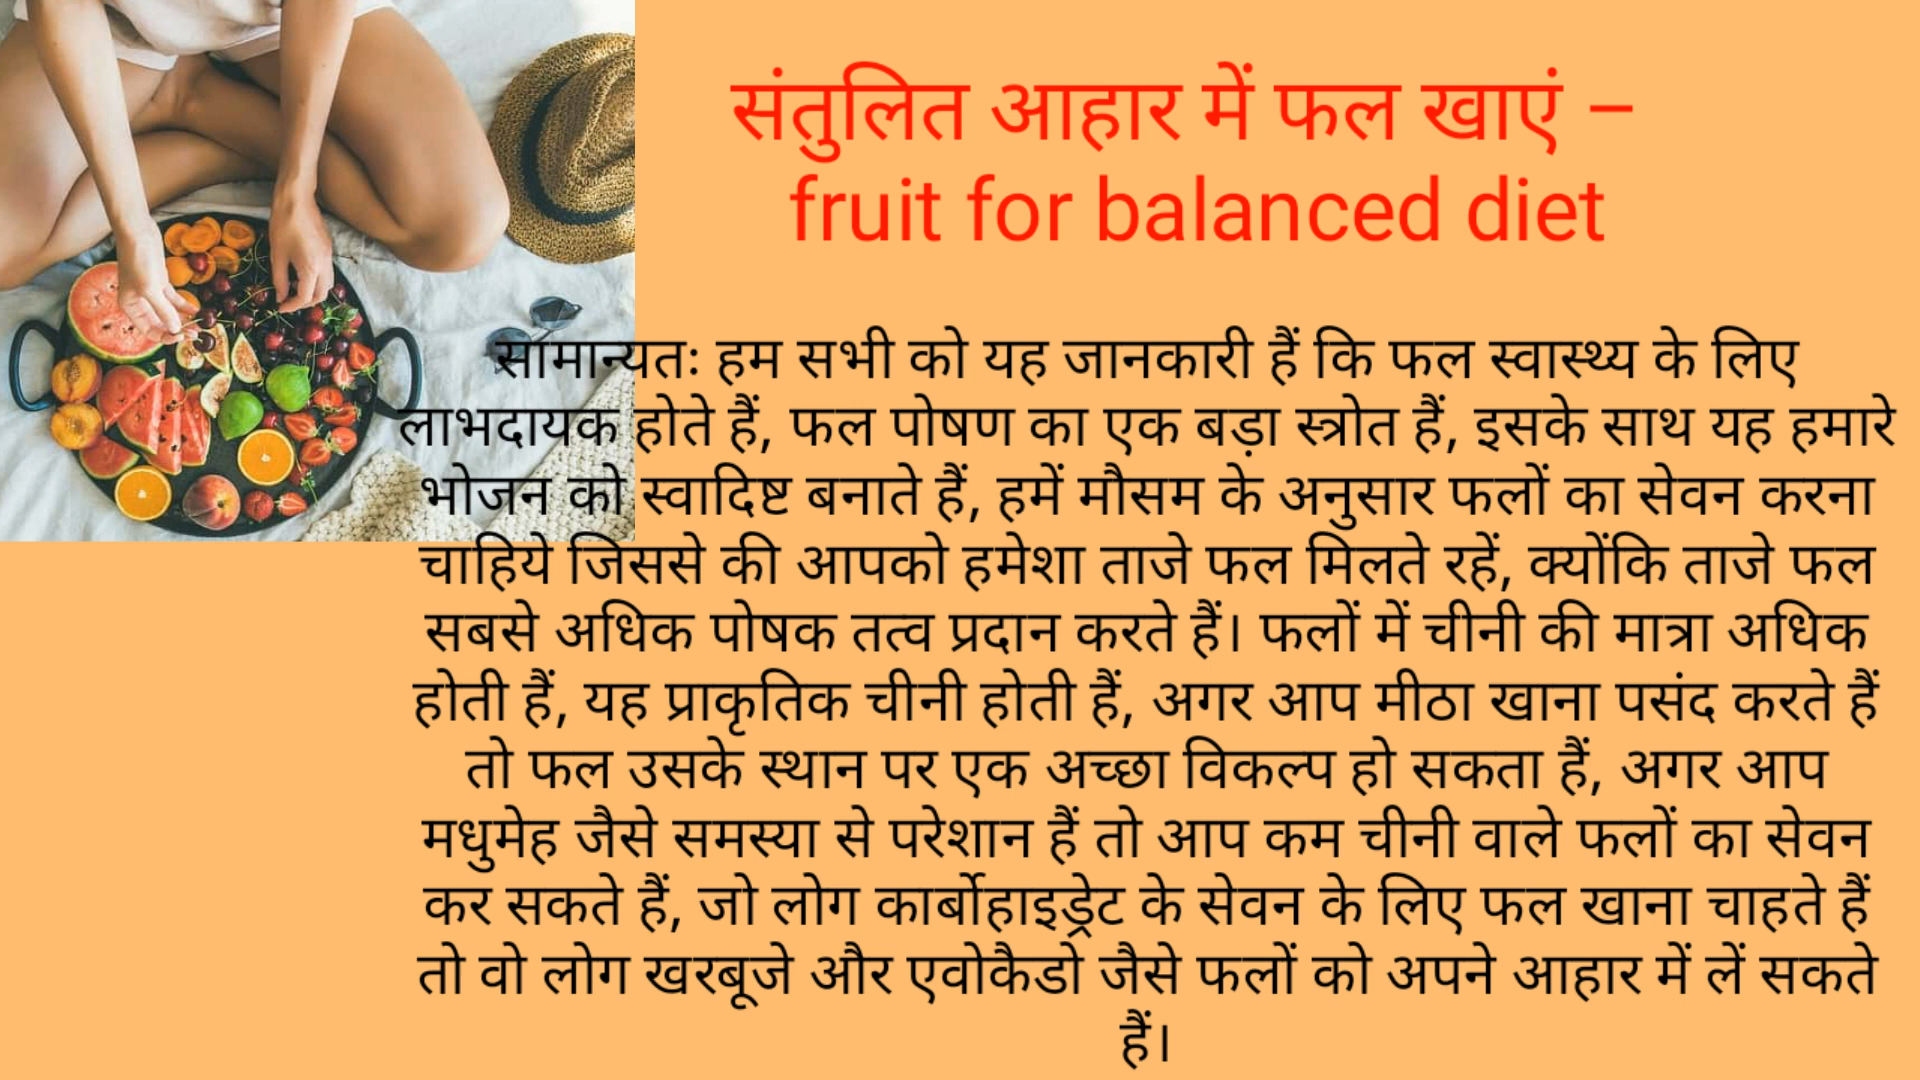 संतुलित आहार में फल खाएं –
fruit for balanced diet
सामान्यतः हम सभी को यह जानकारी हैं कि फल स्वास्थ्य के लिए
लाभदायक होते हैं, फल पोषण का एक बड़ा स्त्रोत हैं, इसके साथ यह हमारे
भोजन को स्वादिष्ट बनाते हैं, हमें मौसम के अनुसार फलों का सेवन करना
चाहिये जिससे की आपको हमेशा ताजे फल मिलते रहें, क्योंकि ताजे फल
सबसे अधिक पोषक तत्व प्रदान करते हैं। फलों में चीनी की मात्रा अधिक
होती हैं, यह प्राकृतिक चीनी होती हैं, अगर आप मीठा खाना पसंद करते हैं
तो फल उसके स्थान पर एक अच्छा विकल्प हो सकता हैं, अगर आप
मधुमेह जैसे समस्या से परेशान हैं तो आप कम चीनी वाले फलों का सेवन
कर सकते हैं, जो लोग कार्बोहाइड्रेट के सेवन के लिए फल खाना चाहते हैं
तो वो लोग खरबूजे और एवोकैडो जैसे फलों को अपने आहार में लें सकते
हैं।